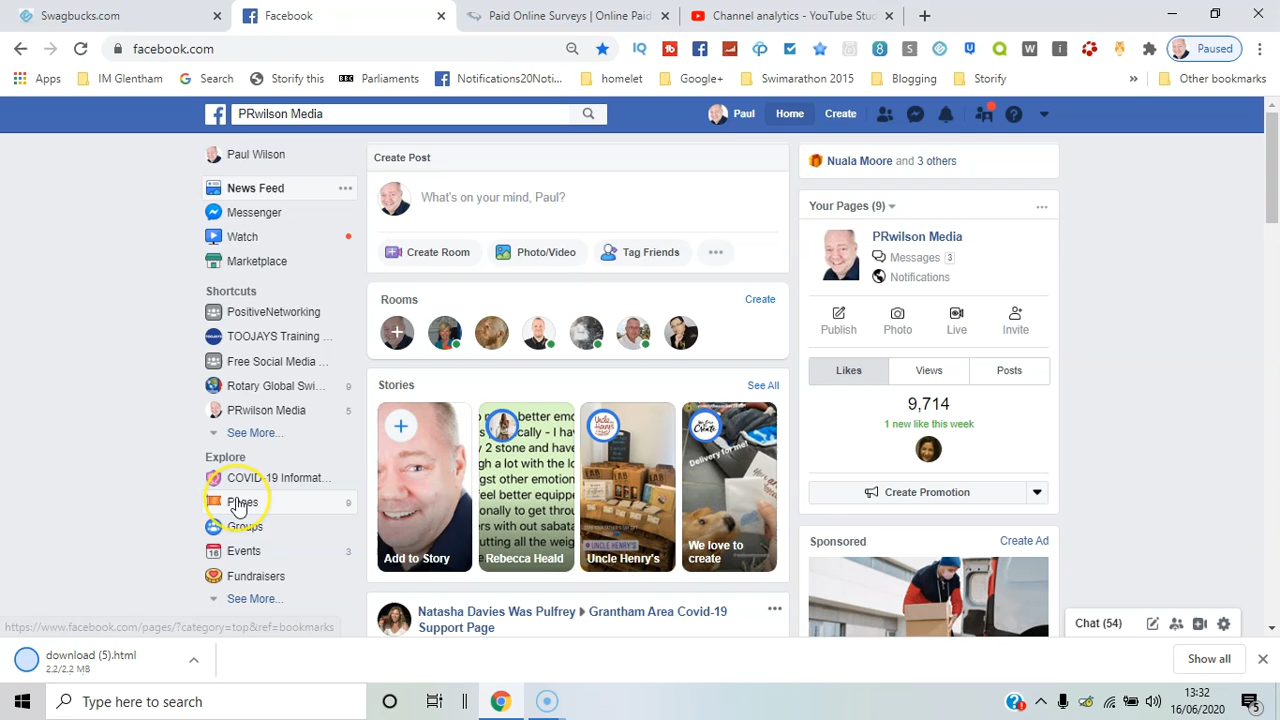 Swagbucks.com
Facebook
Paid Online Surveys | Online Paid
Channel analytics - YouTube Stu
facebook.com
Paused
Apps
IM Glentham
Search
Storify this
Parliaments
Notifications20Noti...
homelet
Google+
Swimarathon 2015
Blogging
Storify
Other bookmarks
PRwilson Media
Paul
Home
Create
Paul Wilson
News Feed
Messenger
Watch
Marketplace
Shortcuts
PositiveNetworking
TOOJAYS Training ...
Free Social Media ...
Rotary Global Swi... 9
PRwilson Media 5
See More...
Explore
COVID-19 Informat...
Pages 9
Groups
Events 3
Fundraisers
See More...
Create Post
What's on your mind, Paul?
Create Room
Photo/Video
Tag Friends
Rooms
Create
Stories
See All
Add to Story
Rebecca Heald
UNCLE HENRY'S
Uncle Henry's
Delivery for me!
We love to
create
Natasha Davies Was Pulfrey Grantham Area Covid-19
Support Page
Nuala Moore and 3 others
Your Pages (9)
PRwilson Media
Messages 3
Notifications
Publish
Photo
Live
Invite
Likes
Views
Posts
9,714
1 new like this week
Create Promotion
Sponsored
Create Ad
Chat (54)
https://www.facebook.com/pages/?category=top&ref=bookmarks
download (5).html
2.2/2.2 MB
Show all
Type here to search
13:32
16/06/2020
5